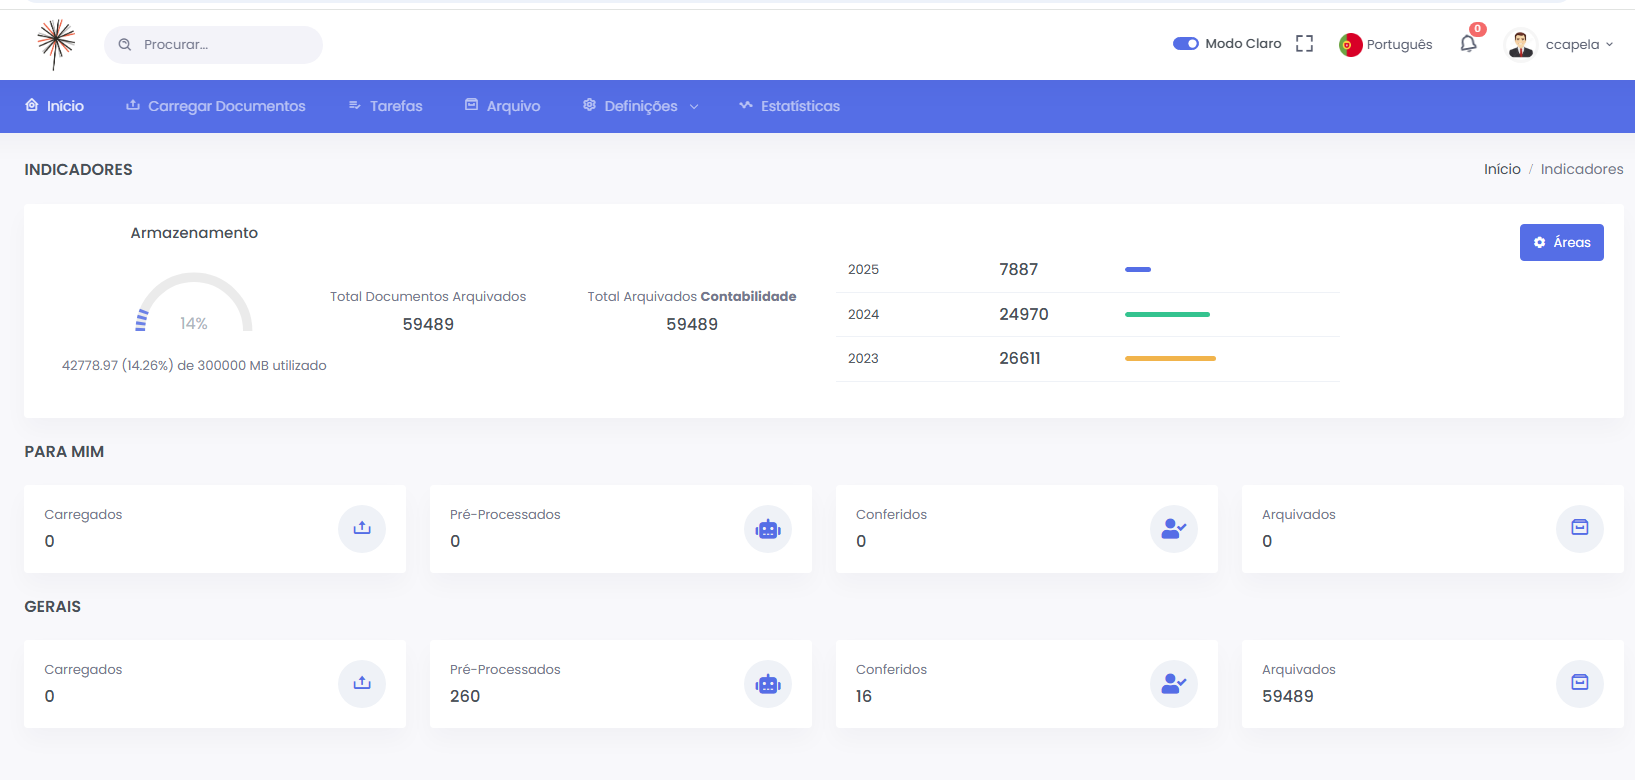 Procurar...
Modo Claro
Português
0
ccapela
Início
Carregar Documentos
Tarefas
Arquivo
Definições
Estatísticas
INDICADORES
Início / Indicadores
Armazenamento
14%
42778.97 (14.26%) de 300000 MB utilizado
Total Documentos Arquivados
59489
Total Arquivados Contabilidade
59489
2025 7887
2024 24970
2023 26611
Áreas
PARA MIM
Carregados
0
Pré-Processados
0
Conferidos
0
Arquivados
0
GERAIS
Carregados
0
Pré-Processados
260
Conferidos
16
Arquivados
59489